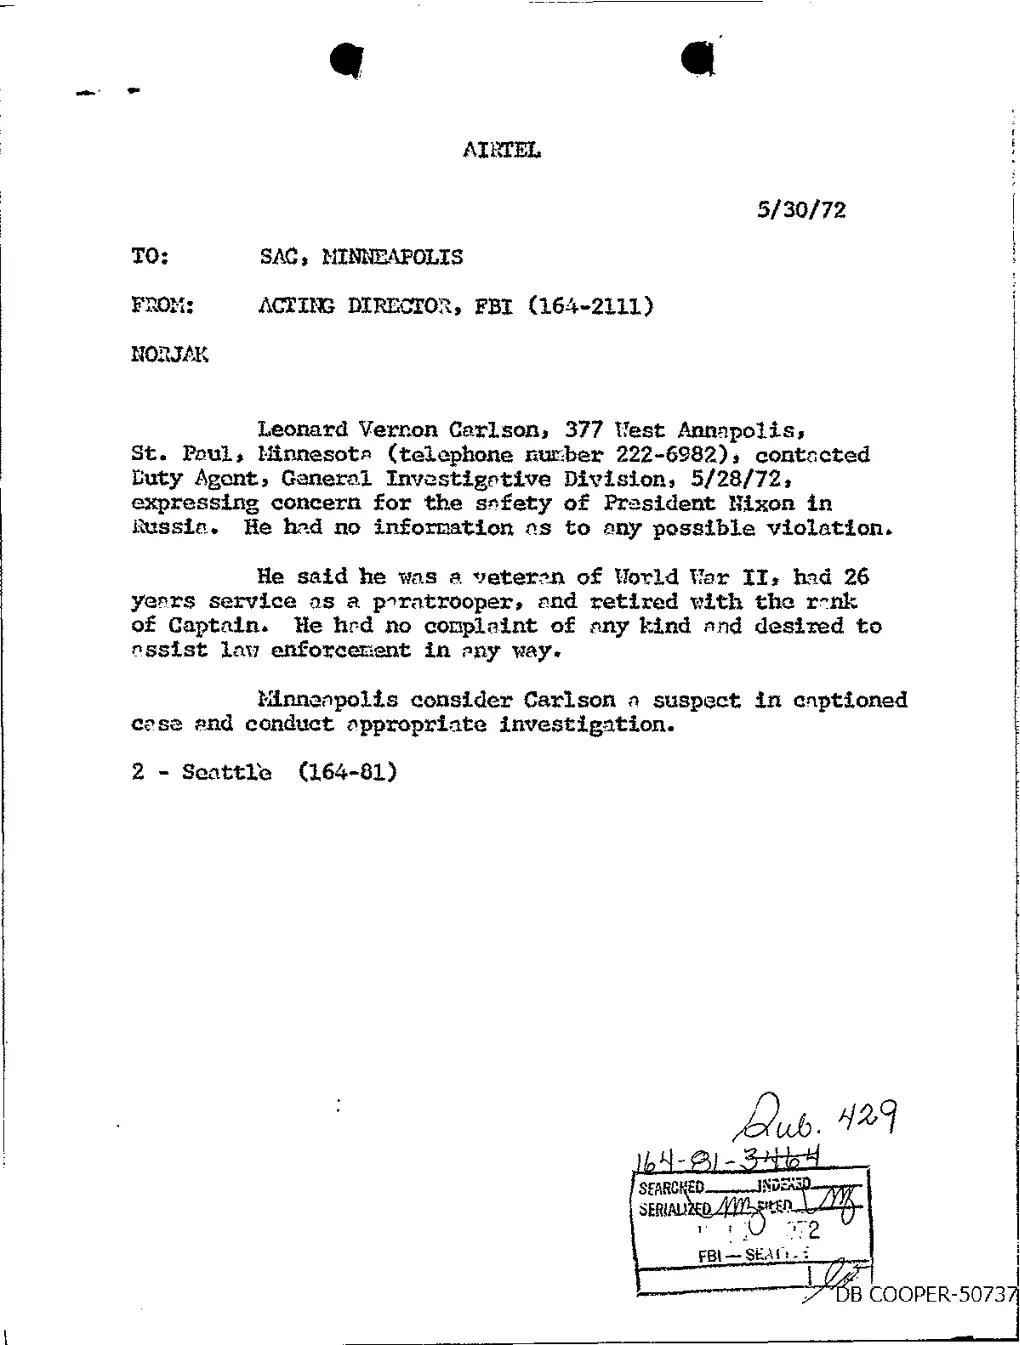 AIRTEL
5/30/72
TO: SAC, MINNEAPOLIS
FROM: ACTING DIRECTOR, FBI (164-2111)
NORJAK
Leonard Vernon Carlson, 377 West Annapolis,
St. Paul, Minnesota (telephone number 222-6982), contacted
Duty Agent, General Investigative Division, 5/28/72,
expressing concern for the safety of President Nixon in
Russia. He had no information as to any possible violation.
He said he was a veteran of World War II, had 26
years service as a paratrooper, and retired with the rank
of Captain. He had no complaint of any kind and desired to
assist law enforcement in any way.
Minneapolis consider Carlson a suspect in captioned
case and conduct appropriate investigation.
2 - Seattle (164-81)
Sub. 429
164-81-3464
SEARCHED INDEXED
SERIALIZED FILED
FBI — SEATTLE
DB COOPER-50737